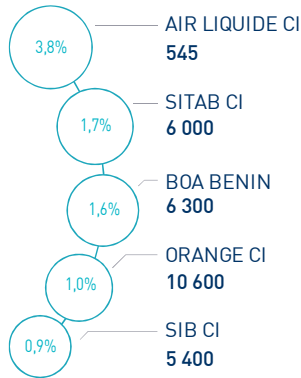 3,8%
AIR LIQUIDE CI
545
1,7%
SITAB CI
6 000
1,6%
BOA BENIN
6 300
1,0%
ORANGE CI
10 600
0,9%
SIB CI
5 400